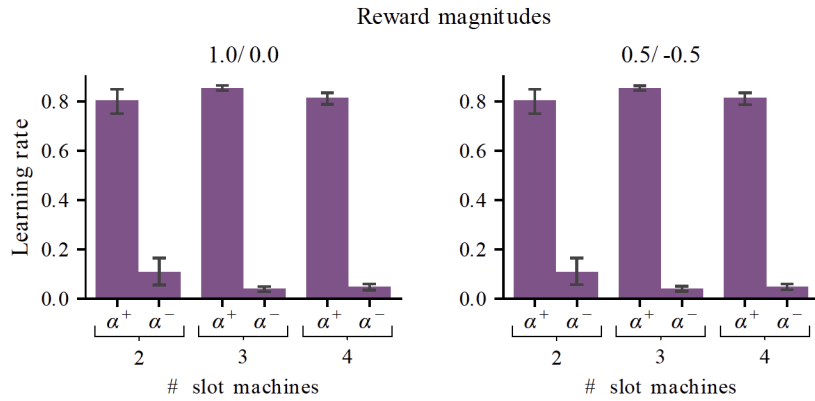 Reward magnitudes
1.0/ 0.0
0.5/ -0.5
Learning rate
0.8
0.6
0.4
0.2
0.0
α⁺ α⁻ α⁺ α⁻ α⁺ α⁻
2 3 4
# slot machines
0.8
0.6
0.4
0.2
0.0
α⁺ α⁻ α⁺ α⁻ α⁺ α⁻
2 3 4
# slot machines